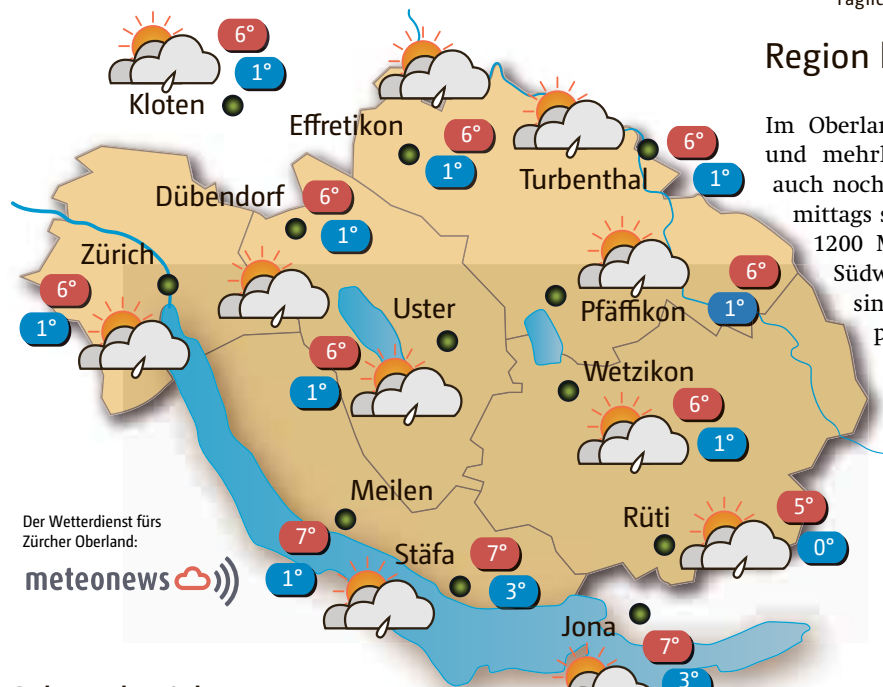 Täglic
Region
Im Oberlan
und mehrh
auch noch
mittags s
1200 M
Südw
sin
p
6°
1°
Kloten
Effretikon
6°
1°
Turbenthal
6°
1°
Dübendorf
6°
1°
Zürich
6°
1°
Uster
6°
1°
Pfäffikon
6°
1°
Wetzikon
6°
1°
Meilen
7°
1°
Stäfa
7°
3°
Rüti
5°
0°
Jona
7°
3°
Der Wetterdienst fürs
Zürcher Oberland:
meteonews